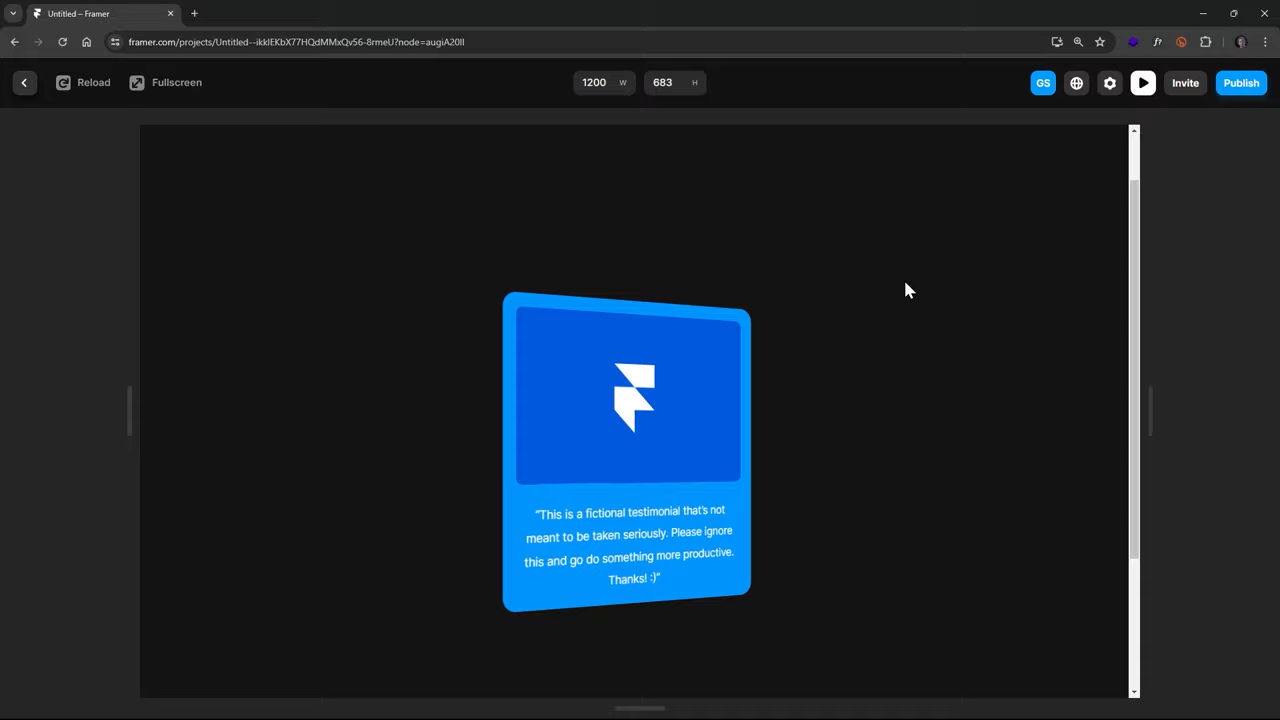 Untitled – Framer
framer.com/projects/Untitled--ikklEKbX77HQdMMxQv56-8rmeU?node=augiA20Il
Reload
Fullscreen
1200 W
683 H
GS
Invite
Publish
“This is a fictional testimonial that's not
meant to be taken seriously. Please ignore
this and go do something more productive.
Thanks! :)”